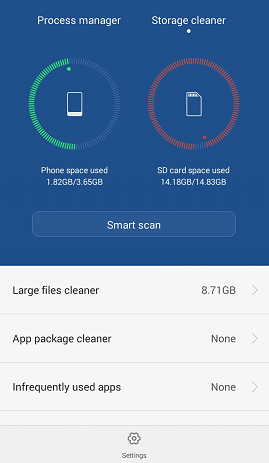 Process manager
Storage cleaner
Phone space used
1.82GB/3.65GB
SD card space used
14.18GB/14.83GB
Smart scan
Large files cleaner 8.71GB
App package cleaner None
Infrequently used apps None
Settings